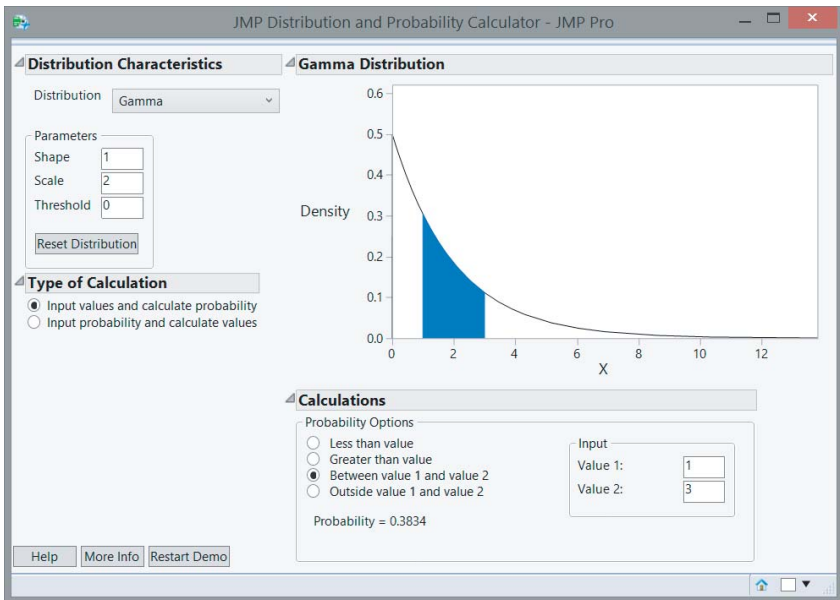 JMP Distribution and Probability Calculator - JMP Pro
Distribution Characteristics
Distribution Gamma
Parameters
Shape 1
Scale 2
Threshold 0
Reset Distribution
Type of Calculation
Input values and calculate probability
Input probability and calculate values
Gamma Distribution
0.6
0.5
0.4
Density 0.3
0.2
0.1
0.0
0 2 4 6 8 10 12
X
Calculations
Probability Options
Less than value
Greater than value
Between value 1 and value 2
Outside value 1 and value 2
Probability = 0.3834
Input
Value 1: 1
Value 2: 3
Help More Info Restart Demo